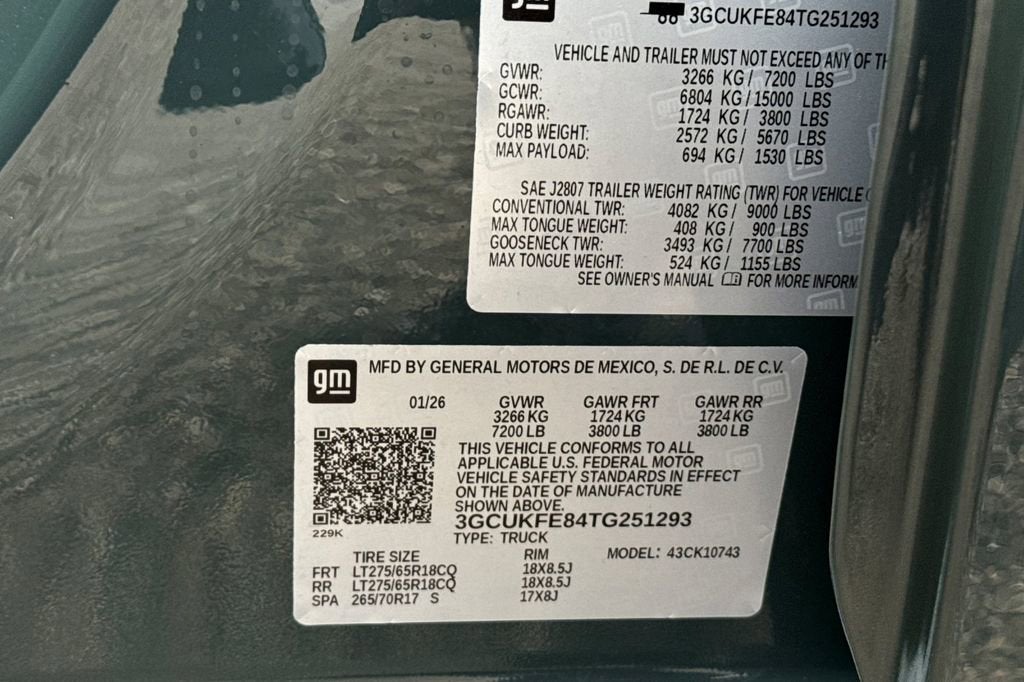 gm
3GCUKFE84TG251293
VEHICLE AND TRAILER MUST NOT EXCEED ANY OF
GVWR: 3266 KG / 7200 LBS
GCWR: 6804 KG / 15000 LBS
RGAWR: 1724 KG / 3800 LBS
CURB WEIGHT: 2572 KG / 5670 LBS
MAX PAYLOAD: 694 KG / 1530 LBS
SAE J2807 TRAILER WEIGHT RATING (TWR) FOR VEHICLE
CONVENTIONAL TWR: 4082 KG / 9000 LBS
MAX TONGUE WEIGHT: 408 KG / 900 LBS
GOOSENECK TWR: 3493 KG / 7700 LBS
MAX TONGUE WEIGHT: 524 KG / 1155 LBS
SEE OWNER'S MANUAL FOR MORE INFORM
gm MFD BY GENERAL MOTORS DE MEXICO, S. DE R.L. DE C.V.
01/26 GVWR GAWR FRT GAWR RR
3266 KG 1724 KG 1724 KG
7200 LB 3800 LB 3800 LB
THIS VEHICLE CONFORMS TO ALL
APPLICABLE U.S. FEDERAL MOTOR
VEHICLE SAFETY STANDARDS IN EFFECT
ON THE DATE OF MANUFACTURE
SHOWN ABOVE.
3GCUKFE84TG251293
229K
TYPE: TRUCK
TIRE SIZE RIM MODEL: 43CK10743
FRT LT275/65R18CQ 18X8.5J
RR LT275/65R18CQ 18X8.5J
SPA 265/70R17 S 17X8J